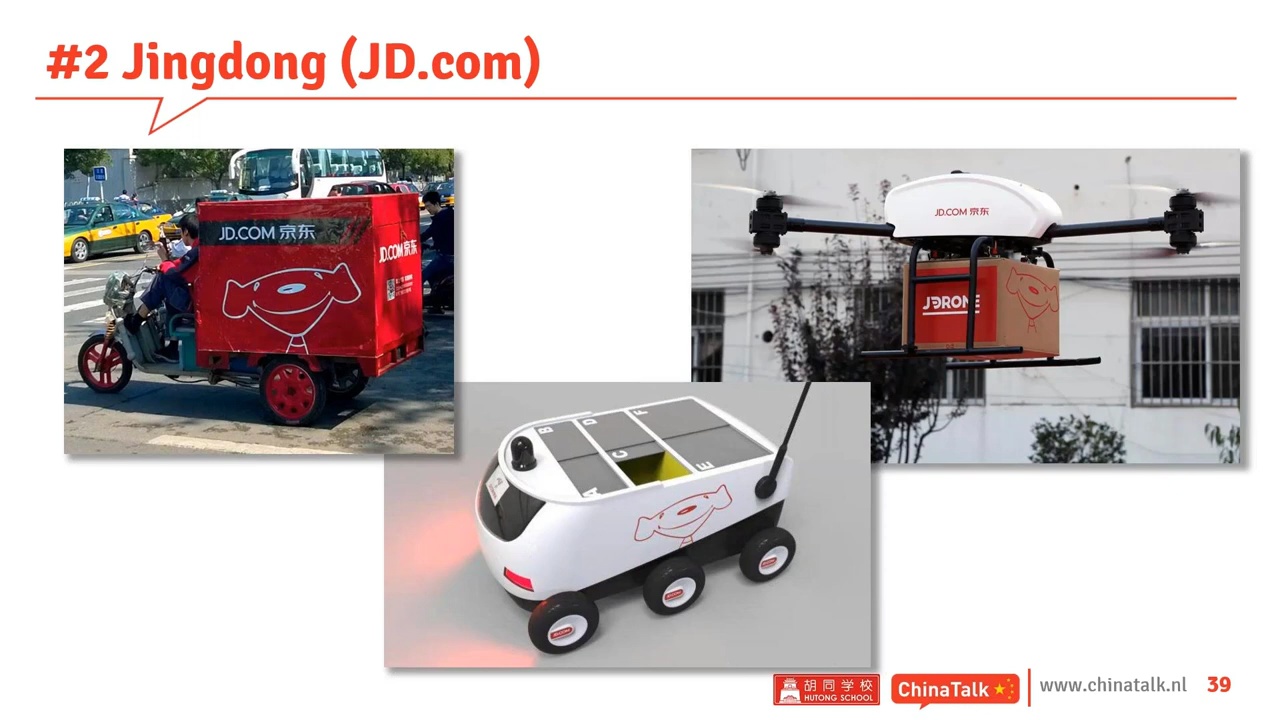 #2 Jingdong (JD.com)
JD.COM 京东
JD.COM 京东
JD.COM 京东
JDRONE
B
D
F
A
C
E
胡同学校
HUTONG SCHOOL
ChinaTalk
www.chinatalk.nl
39